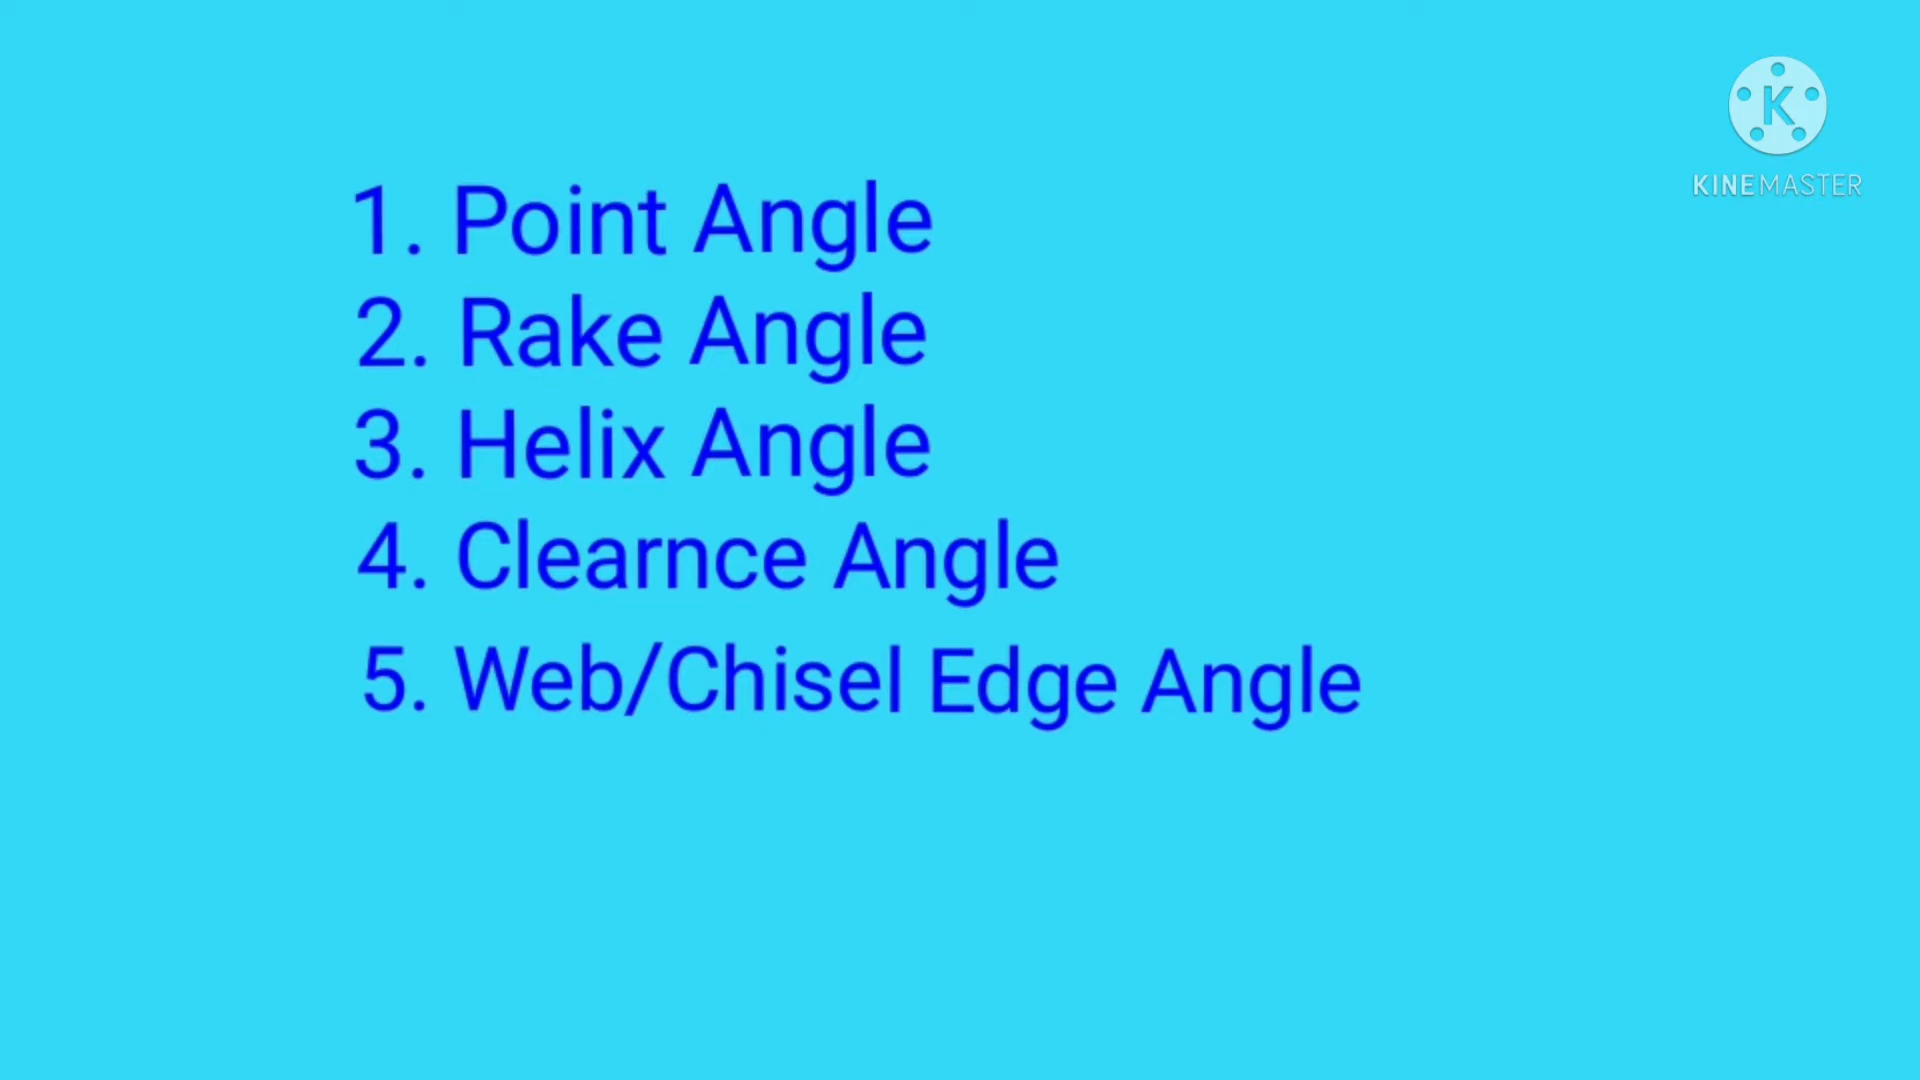 K
KINEMASTER
1. Point Angle
2. Rake Angle
3. Helix Angle
4. Clearnce Angle
5. Web/Chisel Edge Angle